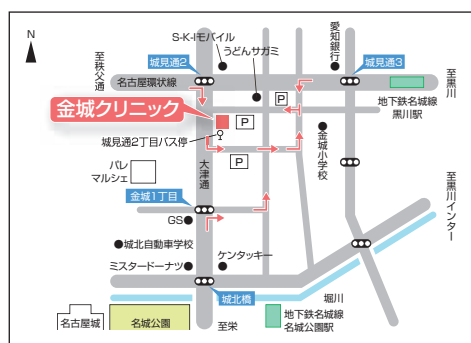 N
至秩父通
城見通2
S-K-Iモバイル
うどんサガミ
愛知銀行
城見通3
至黒川
名古屋環状線
地下鉄名城線
黒川駅
金城クリニック
P
P
P
城見通2丁目バス停
金城小学校
バレ
マルシェ
大津通
至黒川インター
金城1丁目
GS
城北自動車学校
ミスタードーナツ
ケンタッキー
城北橋
堀川
名古屋城
名城公園
至栄
地下鉄名城線
名城公園駅